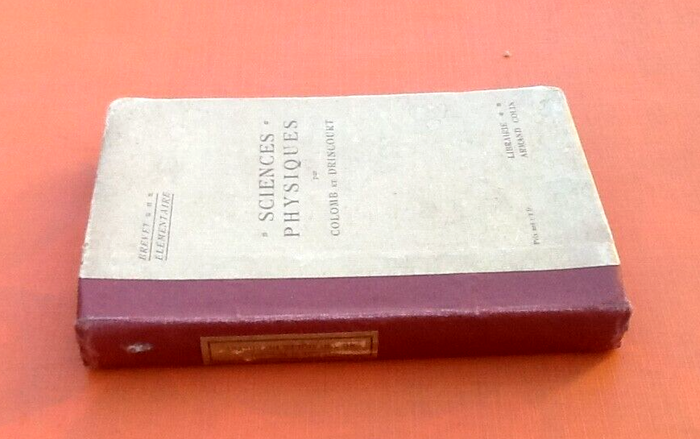 BREVET
ÉLÉMENTAIRE
SCIENCES
PHYSIQUES
par
COLOMB ET DRINCOURT
LIBRAIRIE
ARMAND COLIN